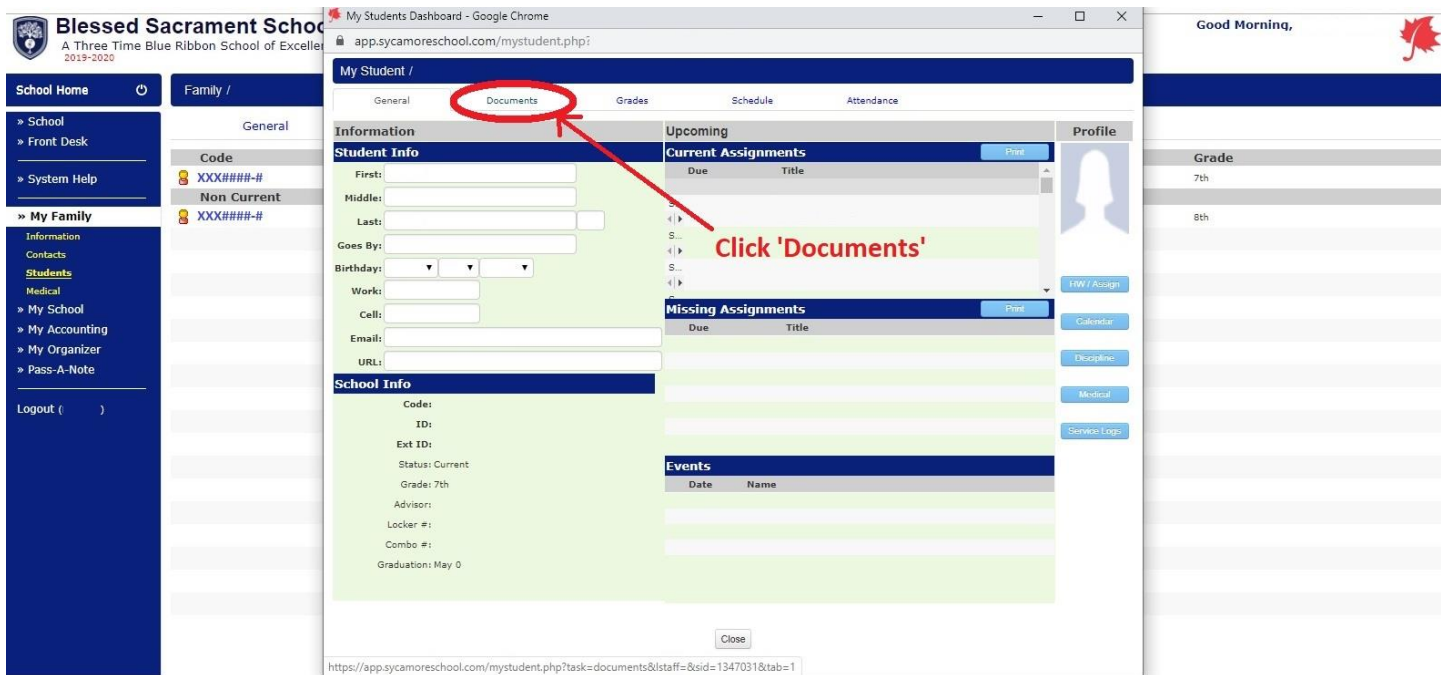 Blessed Sacrament Schoo
A Three Time Blue Ribbon School of Exceller
2019-2020
School Home
» School
» Front Desk
» System Help
» My Family
Information
Contacts
Students
Medical
» My School
» My Accounting
» My Organizer
» Pass-A-Note
Logout ( )
Family /
General
Code
XXX####-#
Non Current
XXX####-#
My Students Dashboard - Google Chrome
app.sycamoreschool.com/mystudent.php?
My Student /
General Documents Grades Schedule Attendance
Information
Student Info
First:
Middle:
Last:
Goes By:
Birthday:
Work:
Cell:
Email:
URL:
School Info
Code:
ID:
Ext ID:
Status: Current
Grade: 7th
Advisor:
Locker #:
Combo #:
Graduation: May 0
Upcoming
Current Assignments Print
Due Title
S...
S...
Click 'Documents'
Missing Assignments Print
Due Title
Events
Date Name
Profile
HW / Assign
Calendar
Discipline
Medical
Service Logs
Close
https://app.sycamoreschool.com/mystudent.php?task=documents&lstaff=&sid=1347031&tab=1
Good Morning,
Grade
7th
8th